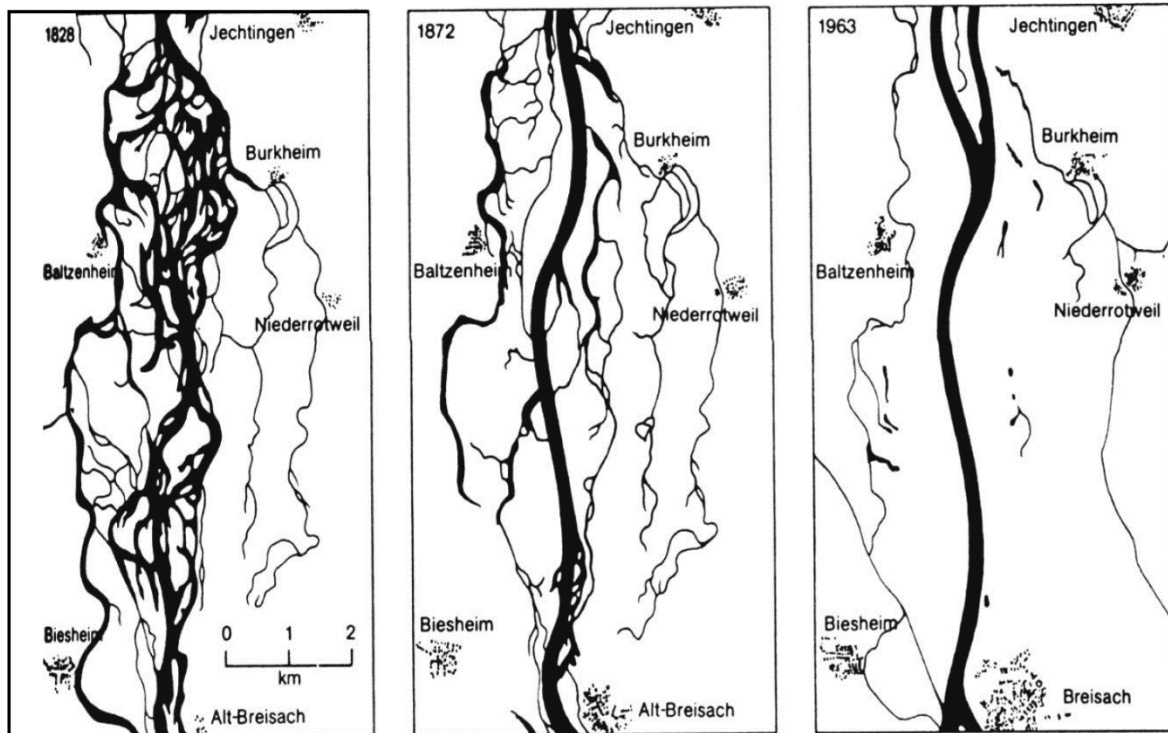 1828
Jechtingen
Burkheim
Baltzenheim
Niederrotweil
Biesheim
0 1 2
km
Alt-Breisach
1872
Jechtingen
Burkheim
Baltzenheim
Niederrotweil
Biesheim
Alt-Breisach
1963
Jechtingen
Burkheim
Baltzenheim
Niederrotweil
Biesheim
Breisach